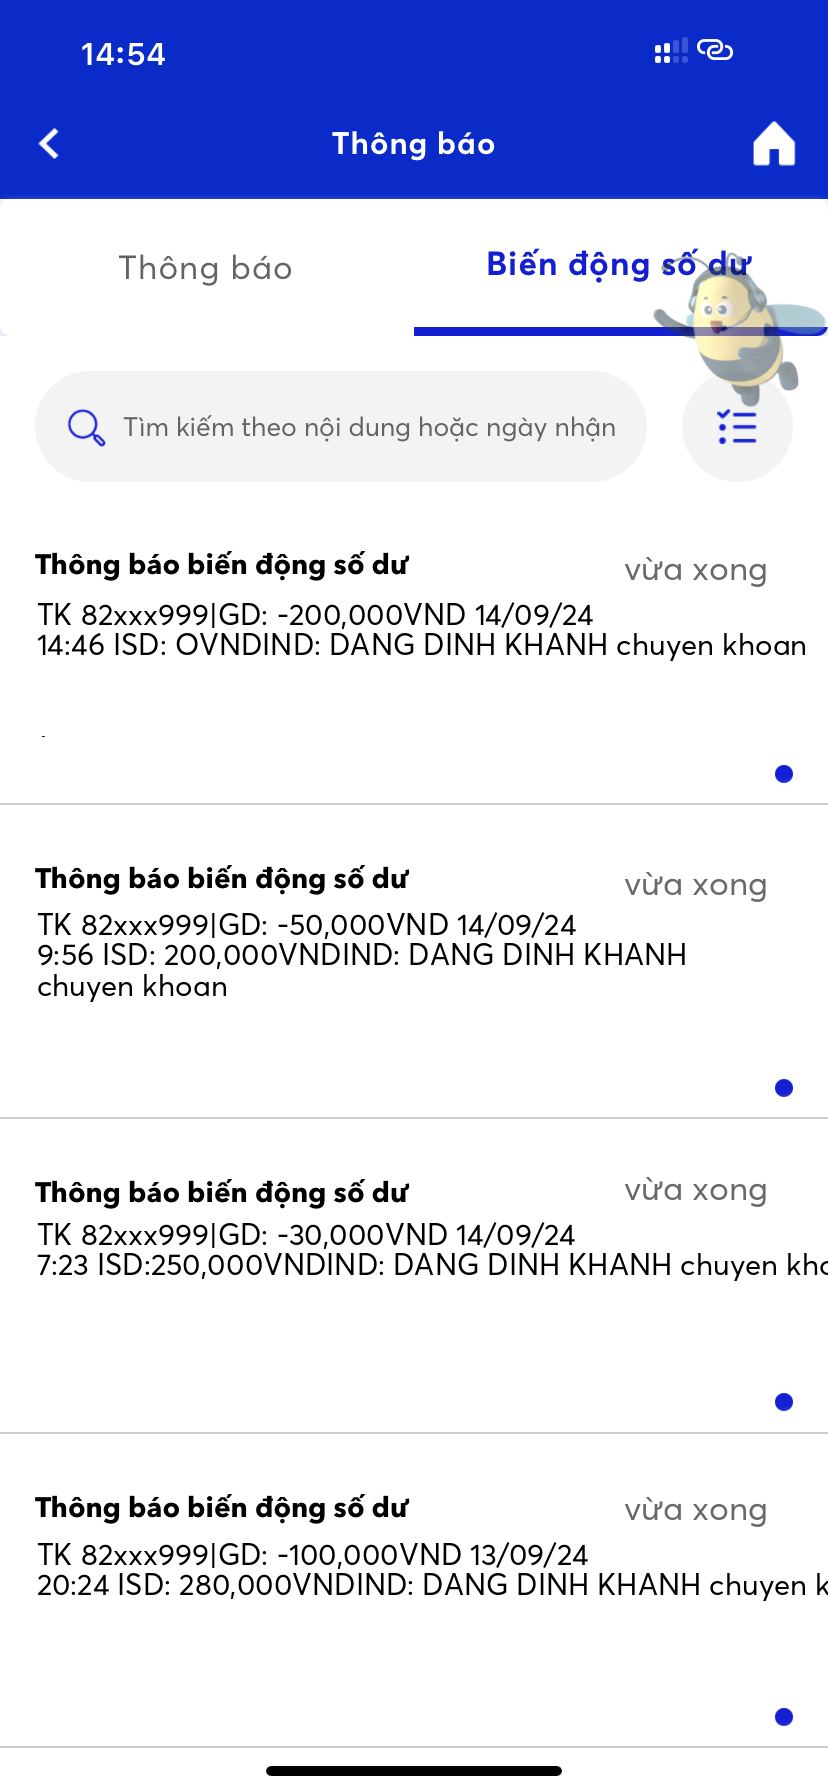 14:54
Thông báo
Thông báo
Biến động số dư
Tìm kiếm theo nội dung hoặc ngày nhận
Thông báo biến động số dư
vừa xong
TK 82xxx999|GD: -200,000VND 14/09/24
14:46 ISD: OVNDIND: DANG DINH KHANH chuyen khoan
Thông báo biến động số dư
vừa xong
TK 82xxx999|GD: -50,000VND 14/09/24
9:56 ISD: 200,000VNDIND: DANG DINH KHANH
chuyen khoan
Thông báo biến động số dư
vừa xong
TK 82xxx999|GD: -30,000VND 14/09/24
7:23 ISD:250,000VNDIND: DANG DINH KHANH chuyen kho
Thông báo biến động số dư
vừa xong
TK 82xxx999|GD: -100,000VND 13/09/24
20:24 ISD: 280,000VNDIND: DANG DINH KHANH chuyen k